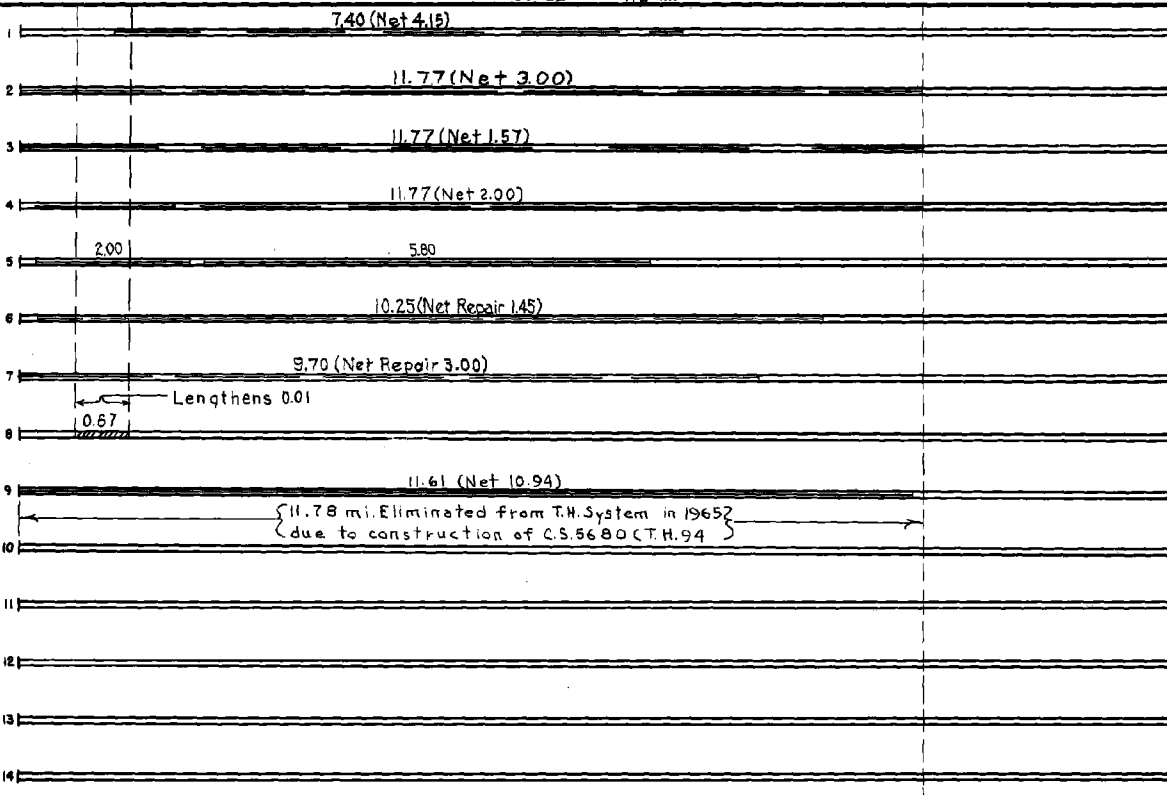 7.40 (Net 4.15)
1
11.77 (Net 3.00)
2
11.77 (Net 1.57)
3
11.77 (Net 2.00)
4
2.00 5.80
5
10.25 (Net Repair 1.45)
6
9.70 (Net Repair 3.00)
7
Lengthens 0.01
0.67
8
11.61 (Net 10.94)
9
11.78 mi. Eliminated from T.H. System in 1965
due to construction of C.S. 5680 (T.H. 94
10
11
12
13
14